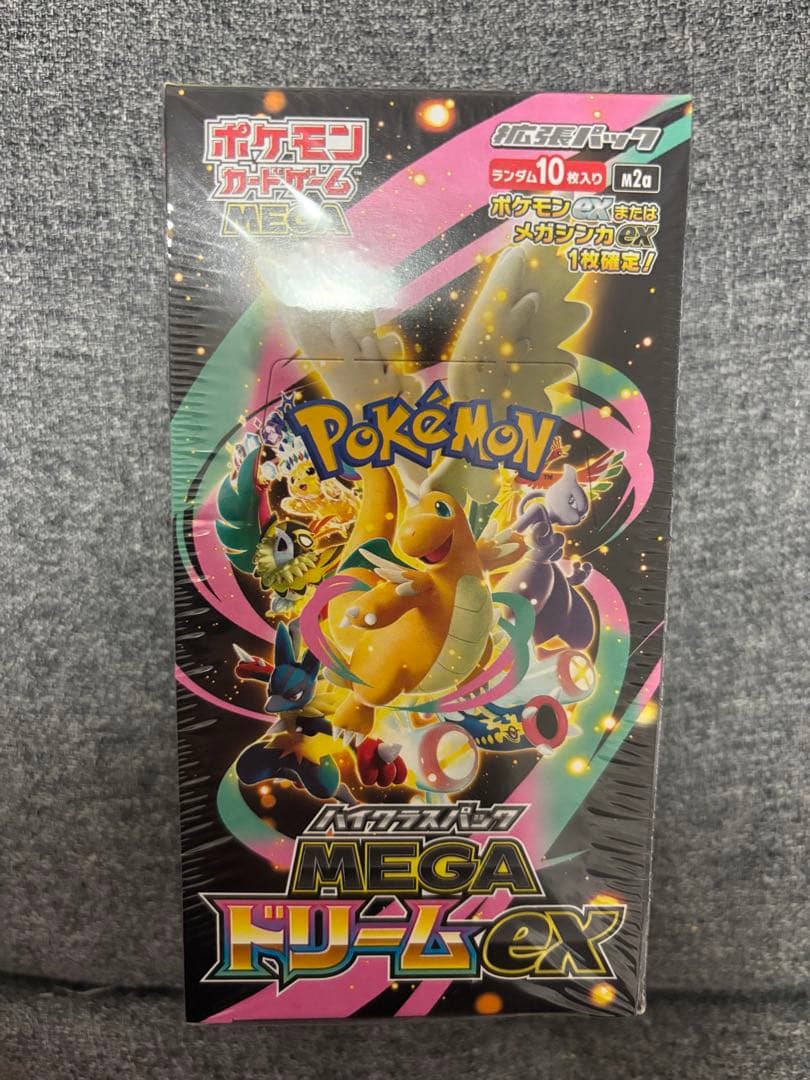 ポケモン
カードゲーム
MEGA
拡張パック
ランダム10枚入り
M2a
ポケモンexまたは
メガシンカex
1枚確定!
POKéMON
TM
ハイクラスパック
MEGA
ドリームex